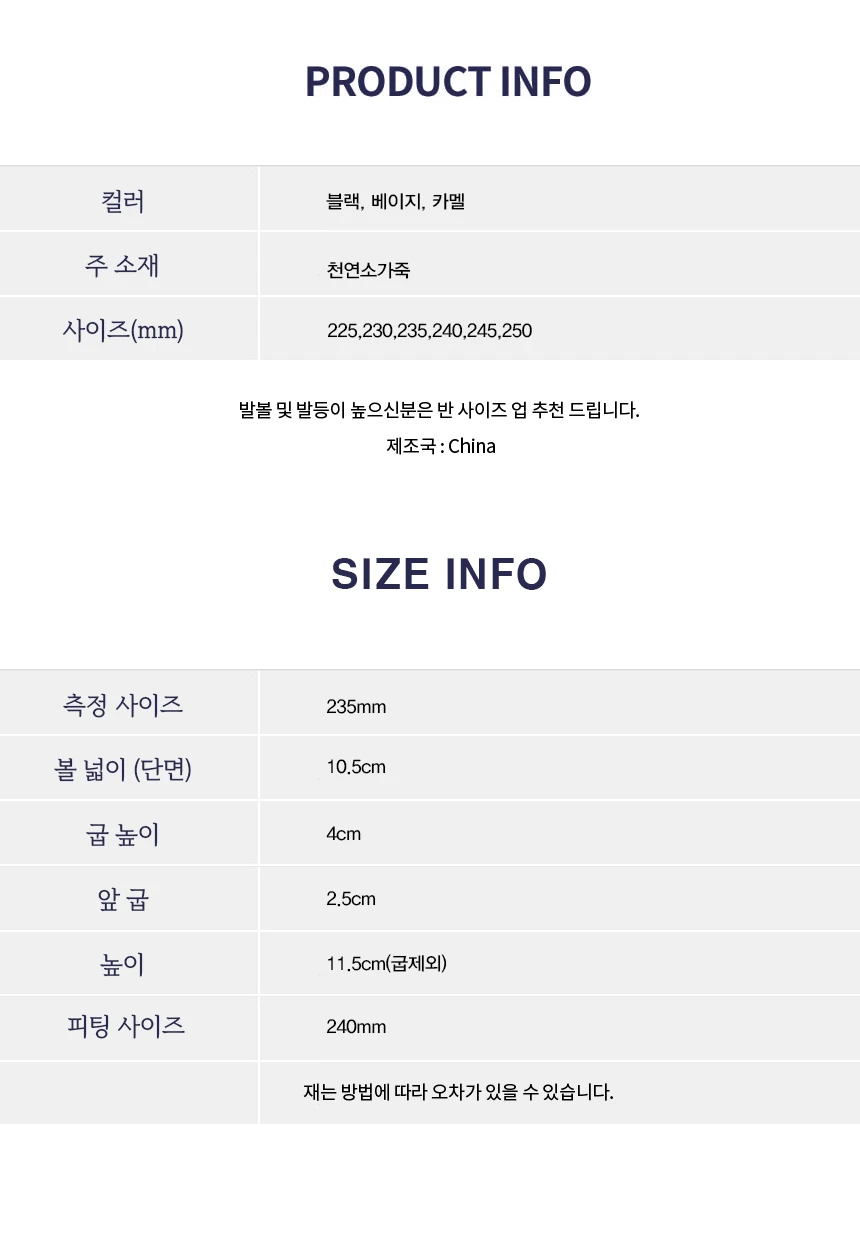 PRODUCT INFO
컬러 블랙, 베이지, 카멜
주 소재 천연소가죽
사이즈(mm) 225,230,235,240,245,250
발볼 및 발등이 높으신분은 반 사이즈 업 추천 드립니다.
제조국 : China
SIZE INFO
측정 사이즈 235mm
볼 넓이 (단면) 10.5cm
굽 높이 4cm
앞 굽 2.5cm
높이 11.5cm(굽제외)
피팅 사이즈 240mm
재는 방법에 따라 오차가 있을 수 있습니다.